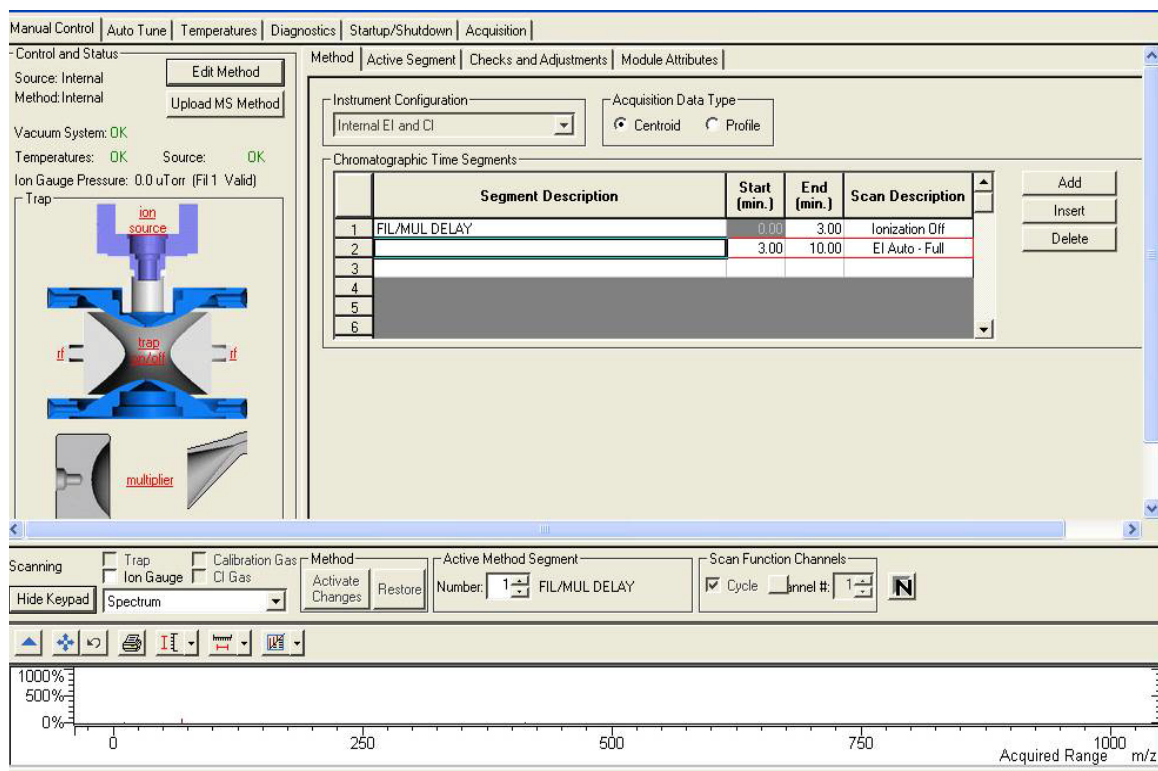 Manual Control Auto Tune Temperatures Diagnostics Startup/Shutdown Acquisition
Control and Status
Source: Internal
Method: Internal
Edit Method
Upload MS Method
Vacuum System: OK
Temperatures: OK Source: OK
Ion Gauge Pressure: 0.0 uTorr (Fil 1 Valid)
Trap
ion
source
rf
trap
on/off
rf
multiplier
Method Active Segment Checks and Adjustments Module Attributes
Instrument Configuration
Internal EI and CI
Acquisition Data Type
Centroid Profile
Chromatographic Time Segments
Segment Description Start (min.) End (min.) Scan Description
1 FIL/MUL DELAY 0.00 3.00 Ionization Off
2 3.00 10.00 EI Auto - Full
3
4
5
6
Add
Insert
Delete
Scanning
Trap Calibration Gas
Ion Gauge CI Gas
Hide Keypad Spectrum
Method
Activate
Changes
Restore
Active Method Segment
Number: 1 FIL/MUL DELAY
Scan Function Channels
Cycle annel #: 1
N
1000%
500%
0%
0 250 500 750 1000
Acquired Range m/z